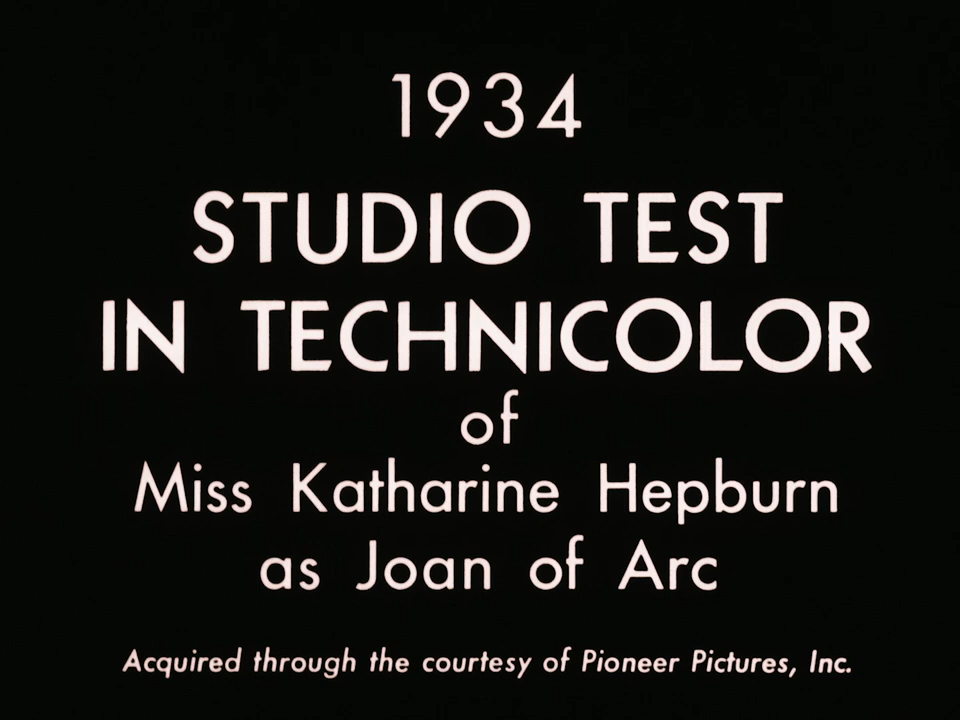 1934
STUDIO TEST
IN TECHNICOLOR
of
Miss Katharine Hepburn
as Joan of Arc
Acquired through the courtesy of Pioneer Pictures, Inc.